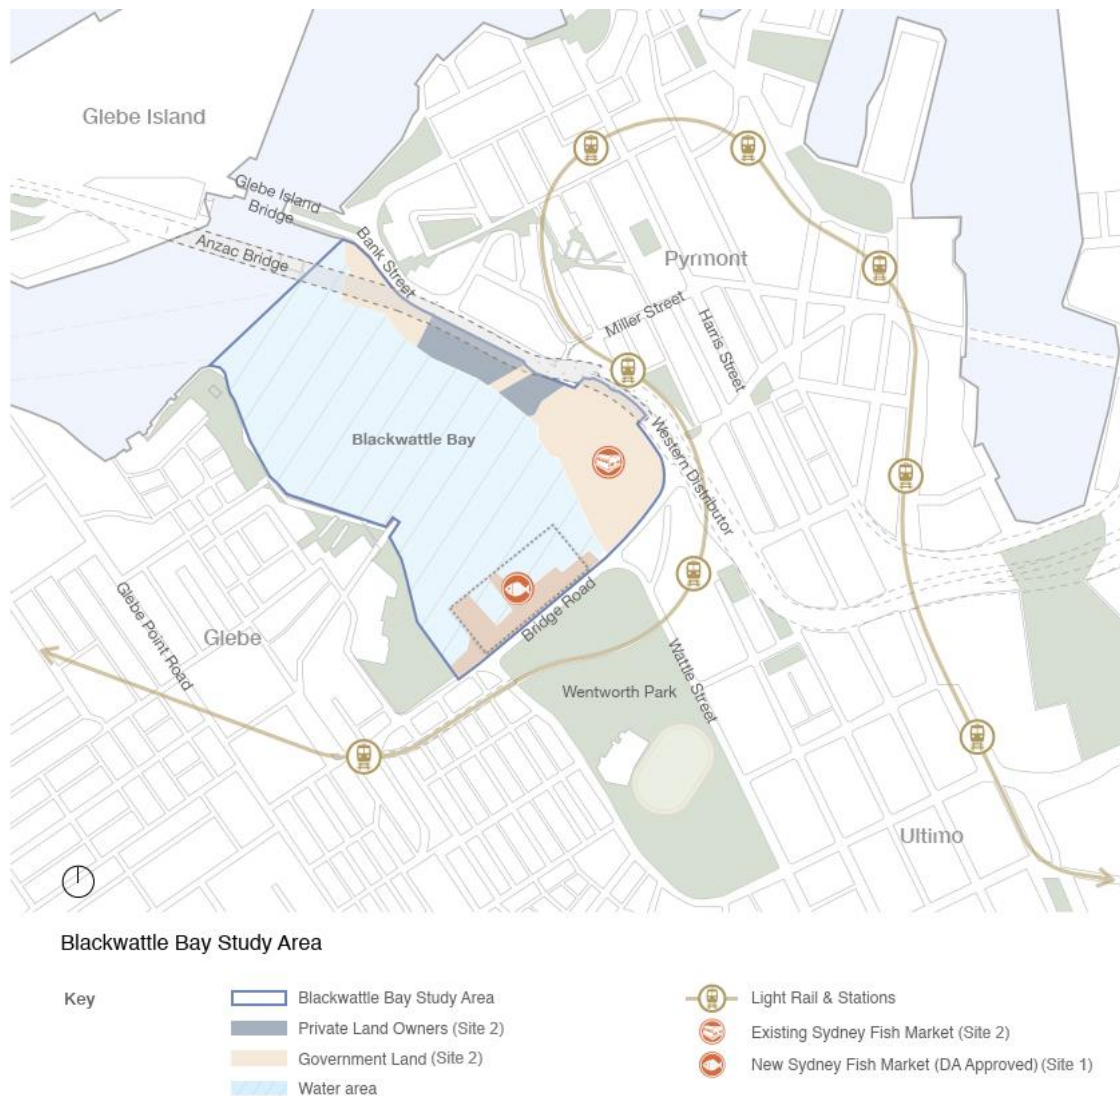 Glebe Island
Glebe Island
Bridge
Anzac Bridge
Bank Street
Pyrmont
Miller Street
Harris Street
Blackwattle Bay
Western Distributor
Bridge Road
Glebe Point Road
Glebe
Wentworth Park
Wattle Street
Ultimo
Blackwattle Bay Study Area
Key
Blackwattle Bay Study Area
Private Land Owners (Site 2)
Government Land (Site 2)
Water area
Light Rail & Stations
Existing Sydney Fish Market (Site 2)
New Sydney Fish Market (DA Approved) (Site 1)